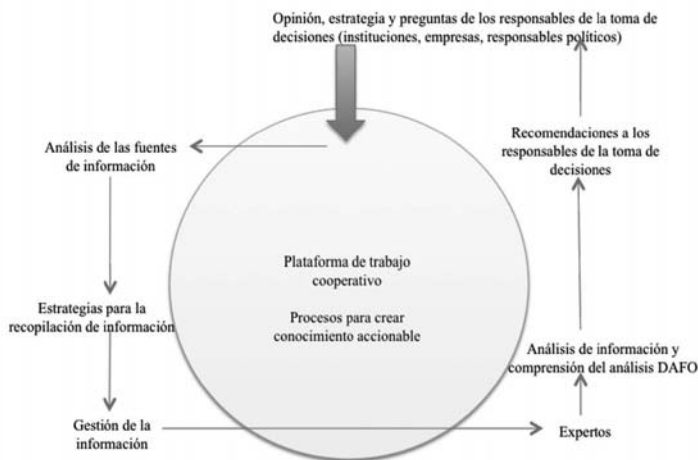 Opinión, estrategia y preguntas de los responsables de la toma de
decisiones (instituciones, empresas, responsables políticos)
Análisis de las fuentes
de información
Recomendaciones a los
responsables de la toma de
decisiones
Plataforma de trabajo
cooperativo
Procesos para crear
conocimiento accionable
Estrategias para la
recopilación de información
Análisis de información y
comprensión del análisis DAFO
Gestión de la
información
Expertos